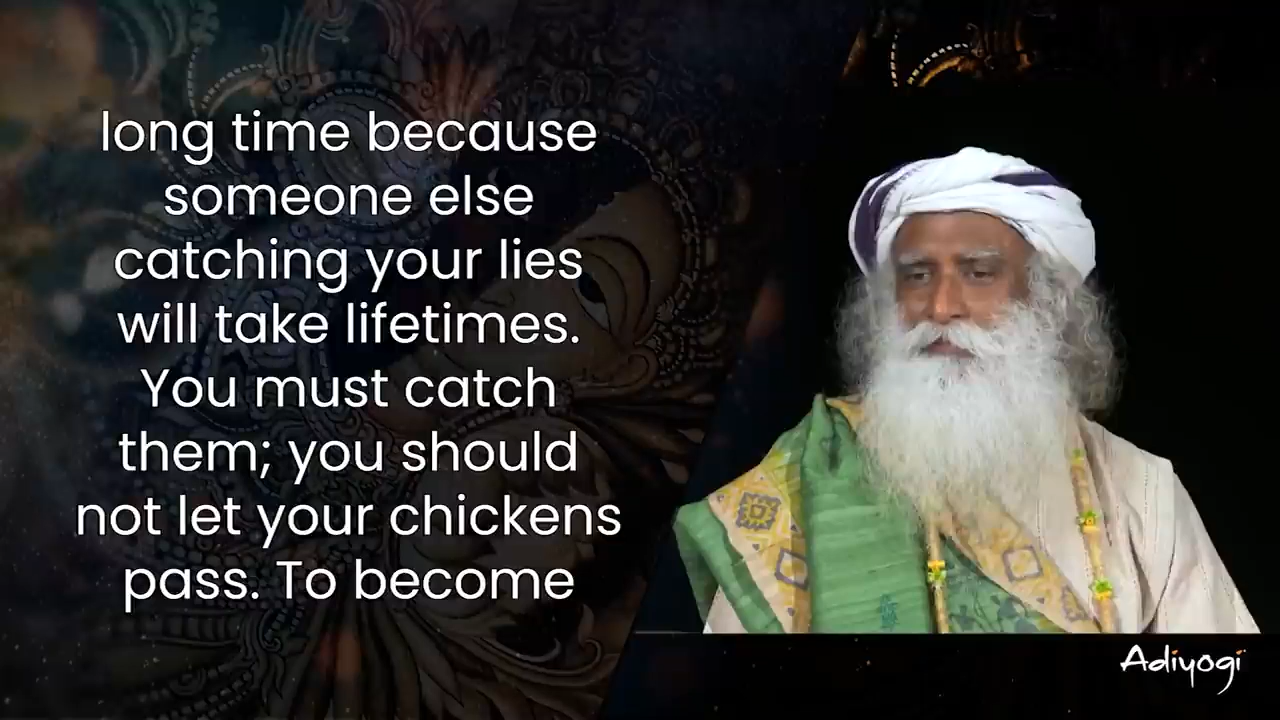 long time because
someone else
catching your lies
will take lifetimes.
You must catch
them; you should
not let your chickens
pass. To become
Adiyogi